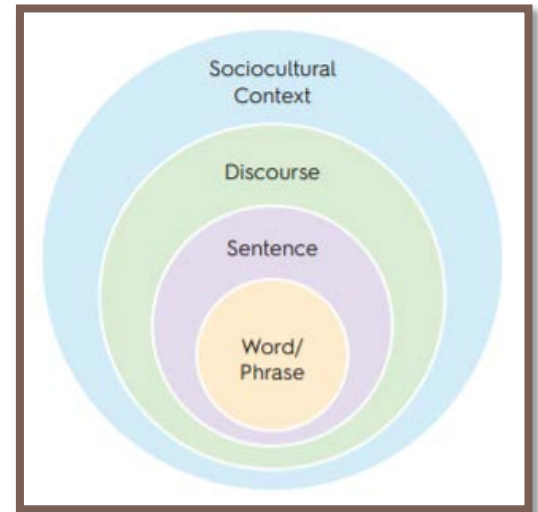 Sociocultural
Context
Discourse
Sentence
Word/
Phrase